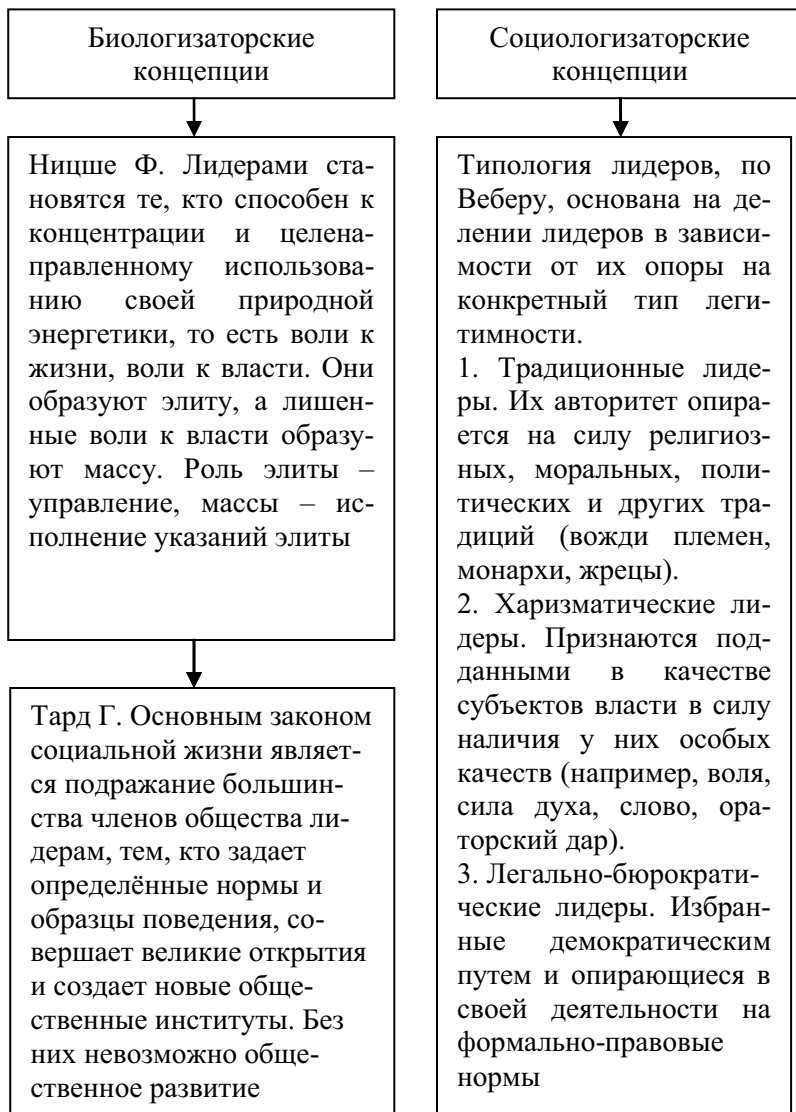 Биологизаторские
концепции
Ницше Ф. Лидерами ста-
новятся те, кто способен к
концентрации и целена-
правленному использова-
нию своей природной
энергетики, то есть воли к
жизни, воли к власти. Они
образуют элиту, а лишен-
ные воли к власти образу-
ют массу. Роль элиты –
управление, массы – ис-
полнение указаний элиты
Тард Г. Основным законом
социальной жизни являет-
ся подражание большин-
ства членов общества ли-
дерам, тем, кто задает
определённые нормы и
образцы поведения, со-
вершает великие открытия
и создает новые обще-
ственные институты. Без
них невозможно обще-
ственное развитие
Социологизаторские
концепции
Типология лидеров, по
Веберу, основана на де-
лении лидеров в зависи-
мости от их опоры на
конкретный тип леги-
тимности.
1. Традиционные лиде-
ры. Их авторитет опира-
ется на силу религиоз-
ных, моральных, поли-
тических и других тра-
диций (вожди племен,
монархи, жрецы).
2. Харизматические ли-
деры. Признаются под-
данными в качестве
субъектов власти в силу
наличия у них особых
качеств (например, воля,
сила духа, слово, ора-
торский дар).
3. Легально-бюрократи-
ческие лидеры. Избран-
ные демократическим
путем и опирающиеся в
своей деятельности на
формально-правовые
нормы